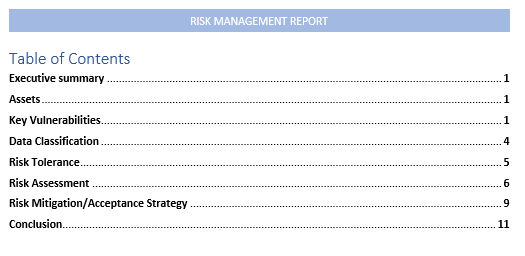 RISK MANAGEMENT REPORT
Table of Contents
Executive summary ........ 1
Assets ........ 1
Key Vulnerabilities ........ 1
Data Classification ........ 4
Risk Tolerance ........ 5
Risk Assessment ........ 6
Risk Mitigation/Acceptance Strategy ........ 9
Conclusion ........ 11